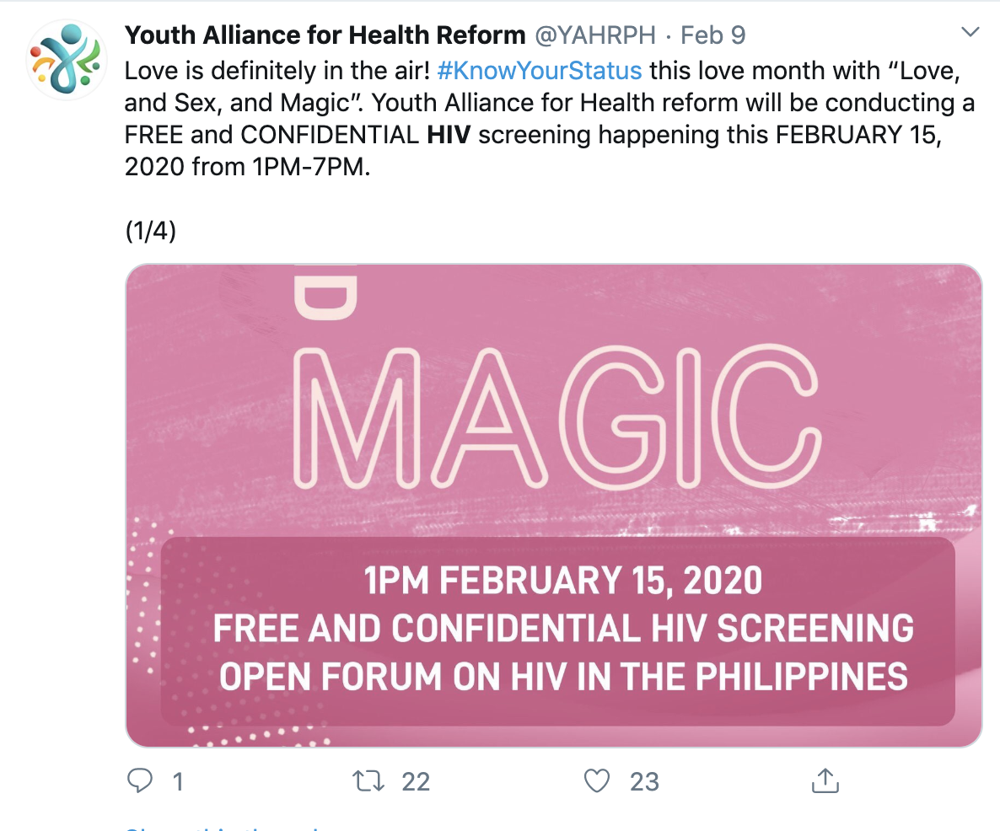 Youth Alliance for Health Reform @YAHRPH · Feb 9
Love is definitely in the air! #KnowYourStatus this love month with “Love,
and Sex, and Magic”. Youth Alliance for Health reform will be conducting a
FREE and CONFIDENTIAL HIV screening happening this FEBRUARY 15,
2020 from 1PM-7PM.
(1/4)
D
MAGIC
1PM FEBRUARY 15, 2020
FREE AND CONFIDENTIAL HIV SCREENING
OPEN FORUM ON HIV IN THE PHILIPPINES
1 22 23